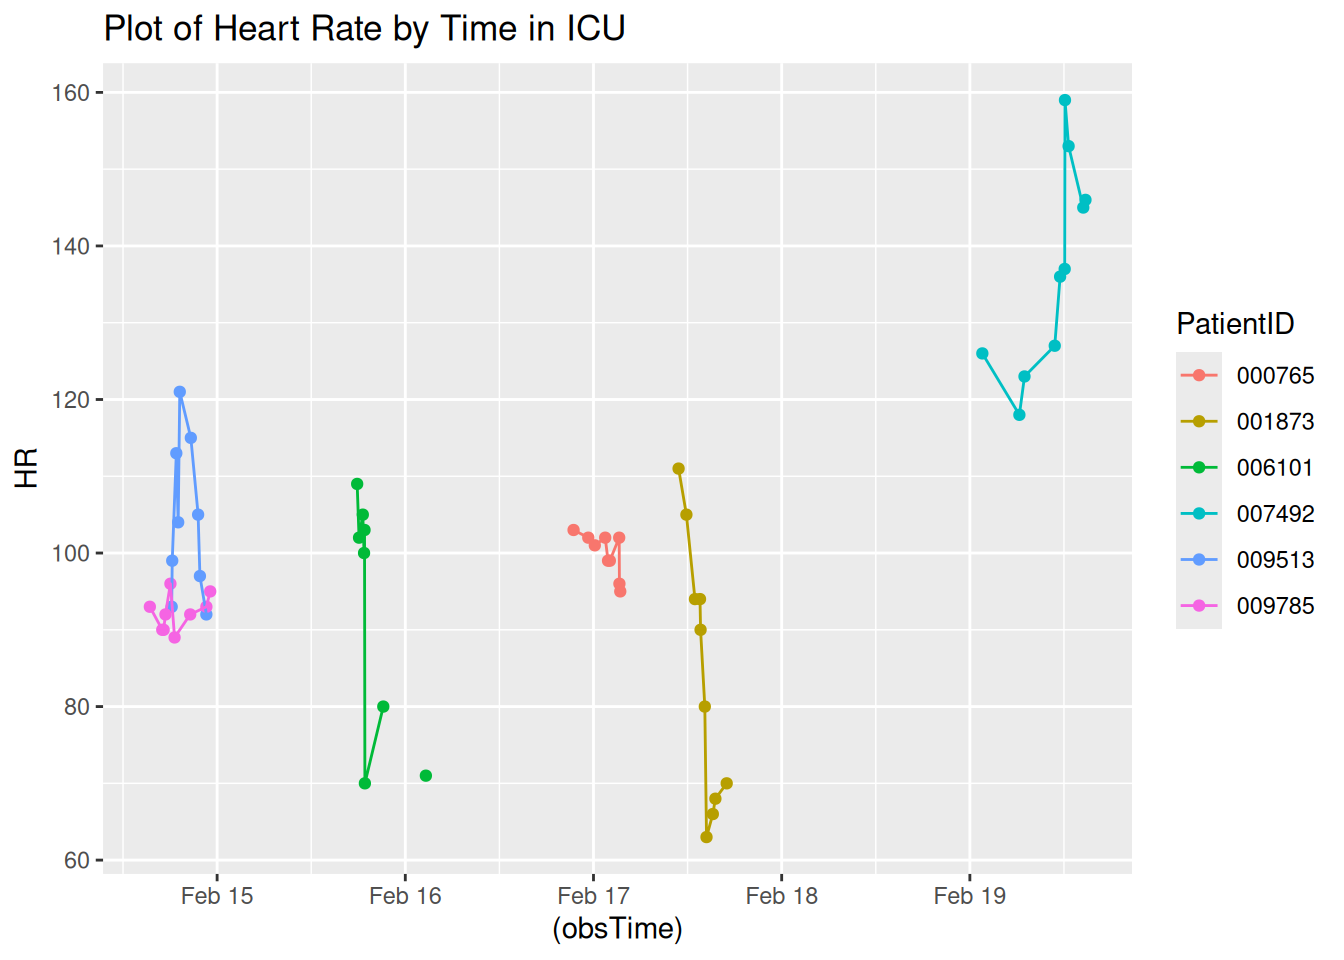 Plot of Heart Rate by Time in ICU
160
140
120
100
80
60
HR
Feb 15
Feb 16
Feb 17
Feb 18
Feb 19
(obsTime)
PatientID
000765
001873
006101
007492
009513
009785